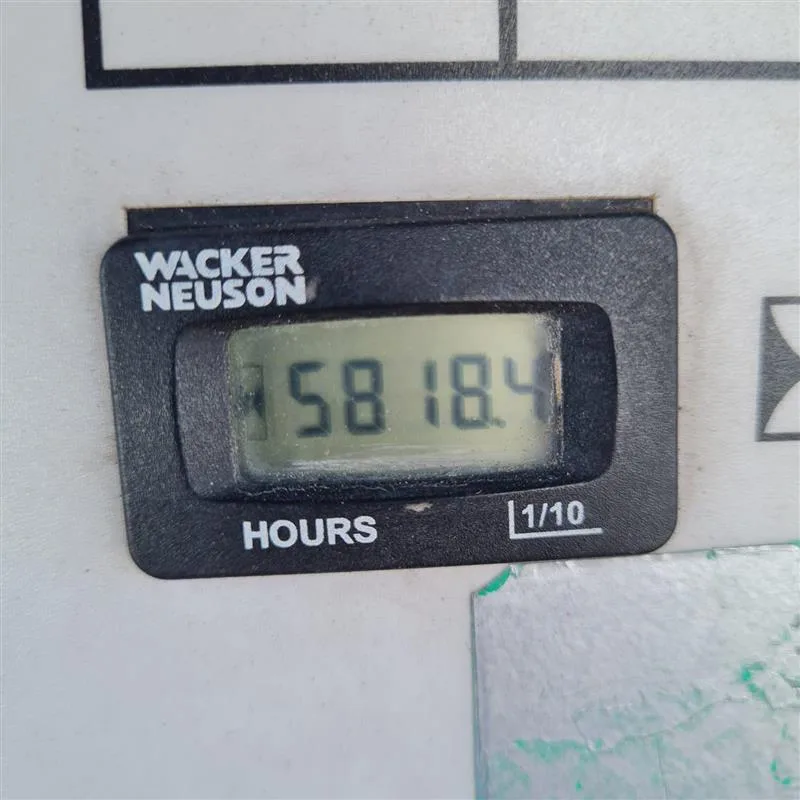 WACKER
NEUSON
5818.4
HOURS
1/10